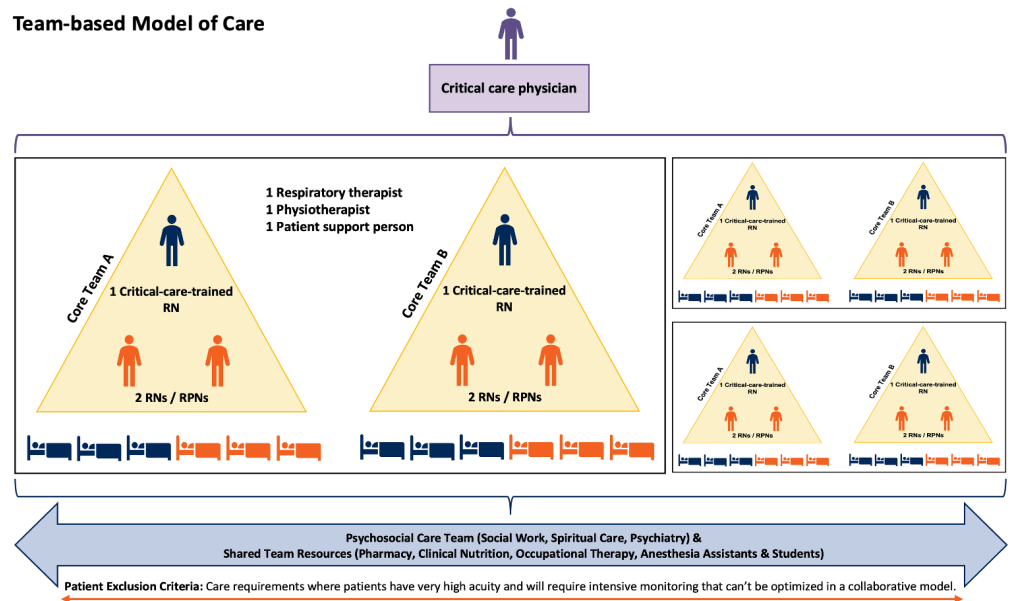 Team-based Model of Care
Critical care physician
1 Respiratory therapist
1 Physiotherapist
1 Patient support person
Core Team A
1 Critical-care-trained
RN
2 RNs / RPNs
Core Team B
1 Critical-care-trained
RN
2 RNs / RPNs
Core Team A
1 Critical-care-trained
RN
2 RNs / RPNs
Core Team B
1 Critical-care-trained
RN
2 RNs / RPNs
Core Team A
1 Critical-care-trained
RN
2 RNs / RPNs
Core Team B
1 Critical-care-trained
RN
2 RNs / RPNs
Psychosocial Care Team (Social Work, Spiritual Care, Psychiatry) &
Shared Team Resources (Pharmacy, Clinical Nutrition, Occupational Therapy, Anesthesia Assistants & Students)
Patient Exclusion Criteria: Care requirements where patients have very high acuity and will require intensive monitoring that can’t be optimized in a collaborative model.